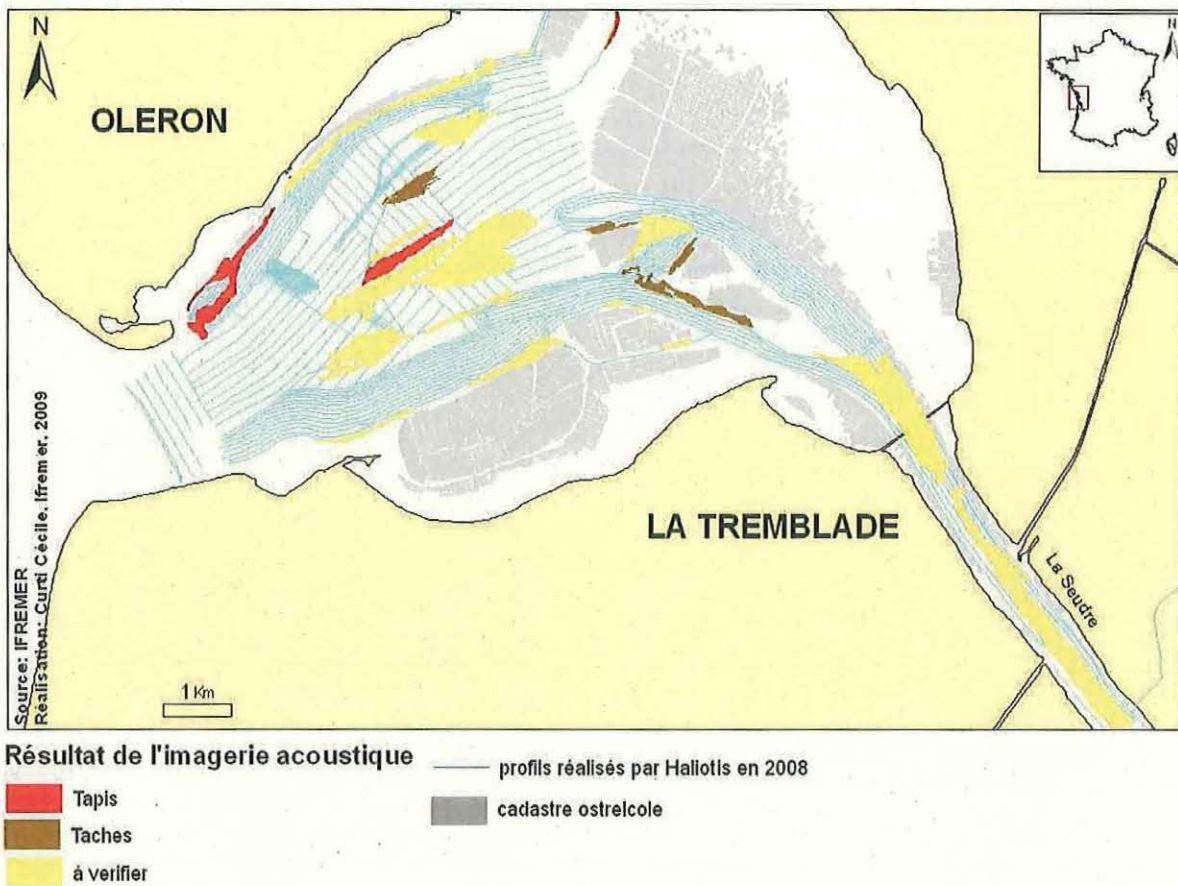 N
N
OLERON
LA TREMBLADE
La Seudre
1 Km
Source: IFREMER
Réalisation: Curti Cécile, Ifremer, 2009
Résultat de l'imagerie acoustique
Tapis
Taches
à verifier
profils réalisés par Haliotis en 2008
cadastre ostreicole